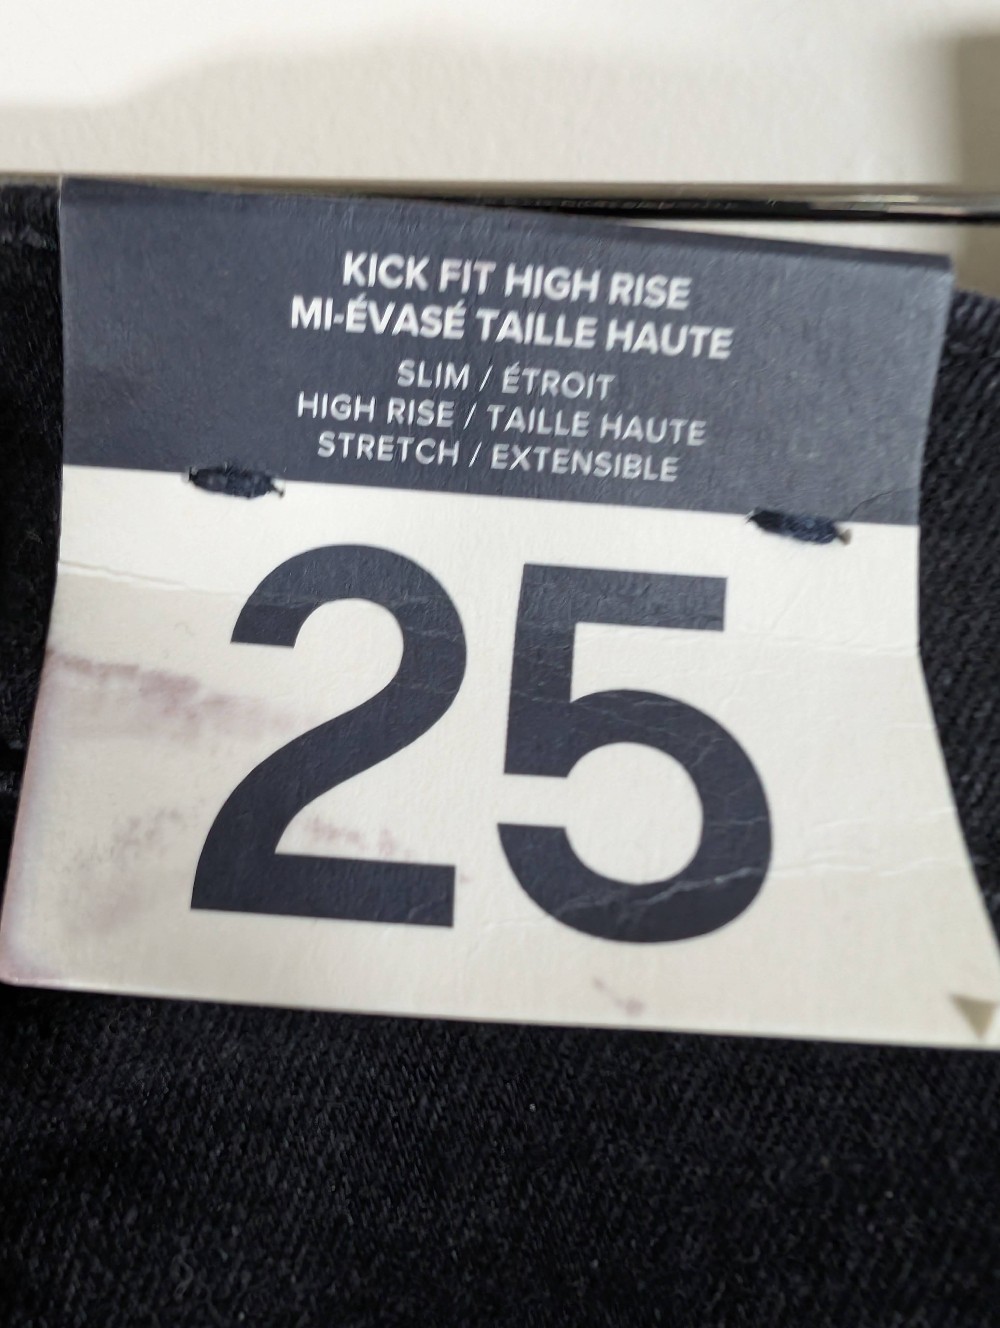 KICK FIT HIGH RISE
MI-ÉVASÉ TAILLE HAUTE
SLIM / ÉTROIT
HIGH RISE / TAILLE HAUTE
STRETCH / EXTENSIBLE
25